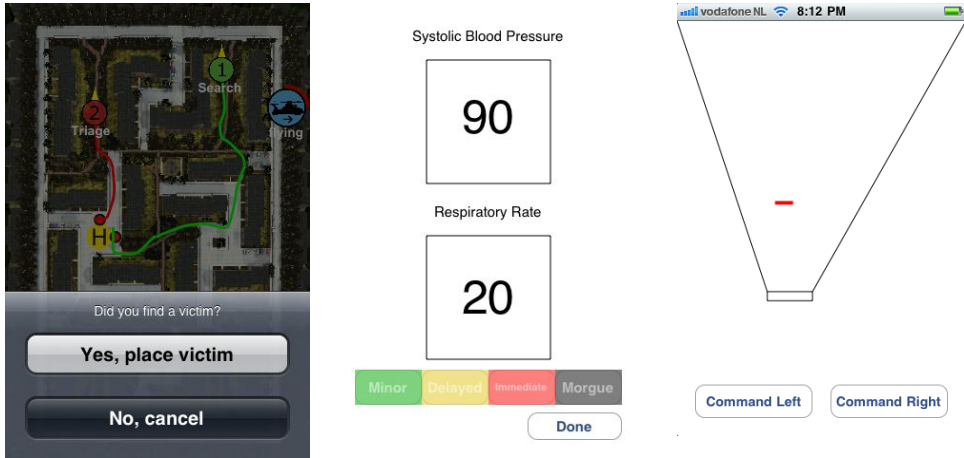 1
Search
2
Triage
flying
H
Did you find a victim?
Yes, place victim
No, cancel
Systolic Blood Pressure
90
Respiratory Rate
20
Minor Delayed Immediate Morgue
Done
vodafone NL 8:12 PM
Command Left Command Right